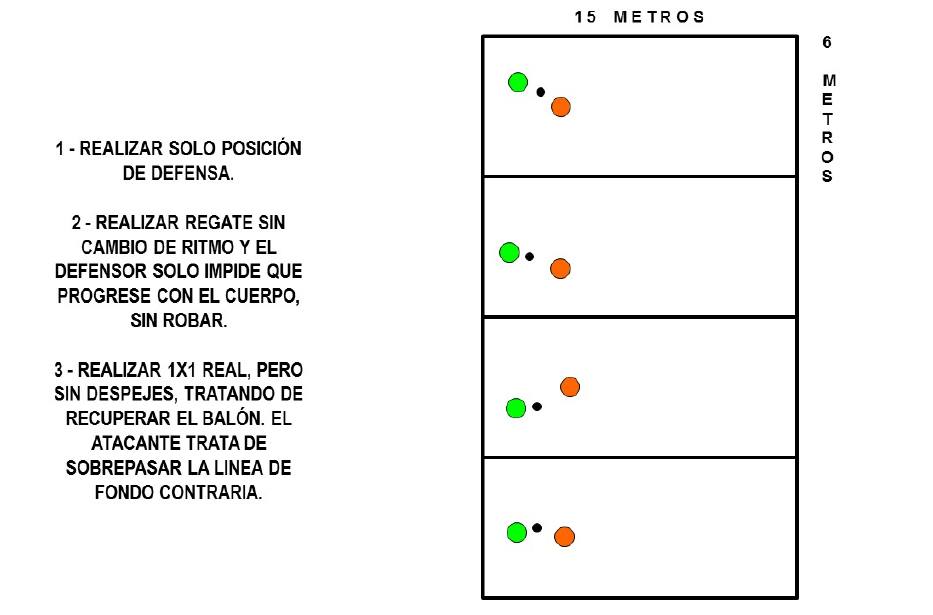 15 METROS
6 METROS
1 - REALIZAR SOLO POSICIÓN
DE DEFENSA.
2 - REALIZAR REGATE SIN
CAMBIO DE RITMO Y EL
DEFENSOR SOLO IMPIDE QUE
PROGRESE CON EL CUERPO,
SIN ROBAR.
3 - REALIZAR 1X1 REAL, PERO
SIN DESPEJES, TRATANDO DE
RECUPERAR EL BALÓN. EL
ATACANTE TRATA DE
SOBREPASAR LA LINEA DE
FONDO CONTRARIA.